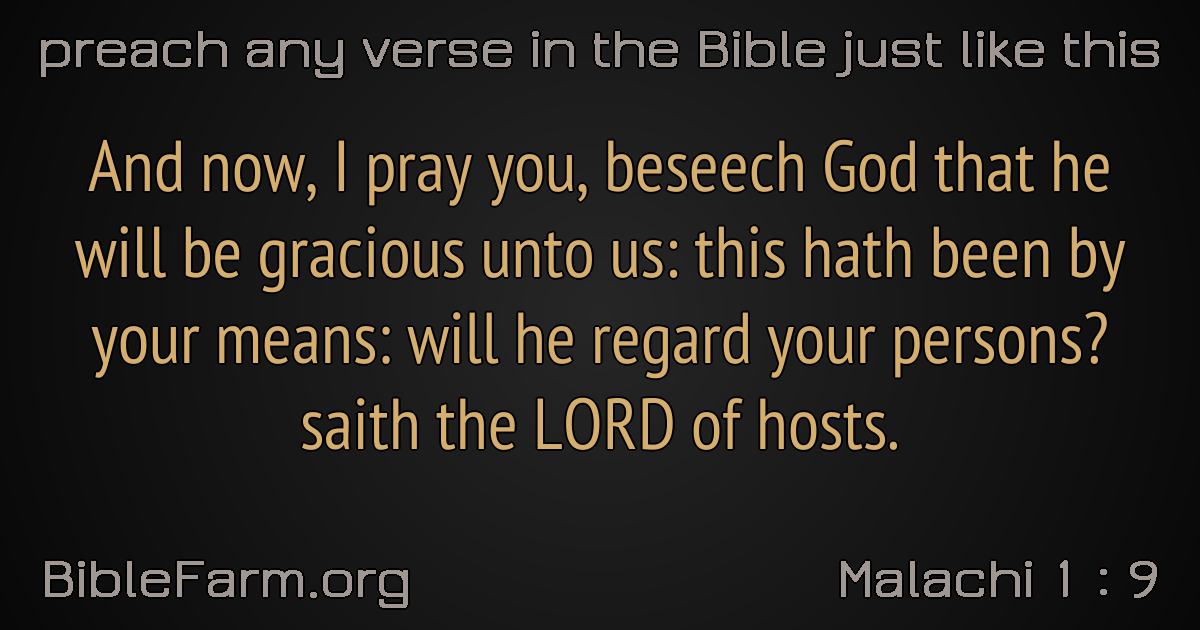 preach any verse in the Bible just like this
And now, I pray you, beseech God that he
will be gracious unto us: this hath been by
your means: will he regard your persons?
saith the LORD of hosts.
BibleFarm.org
Malachi 1 : 9